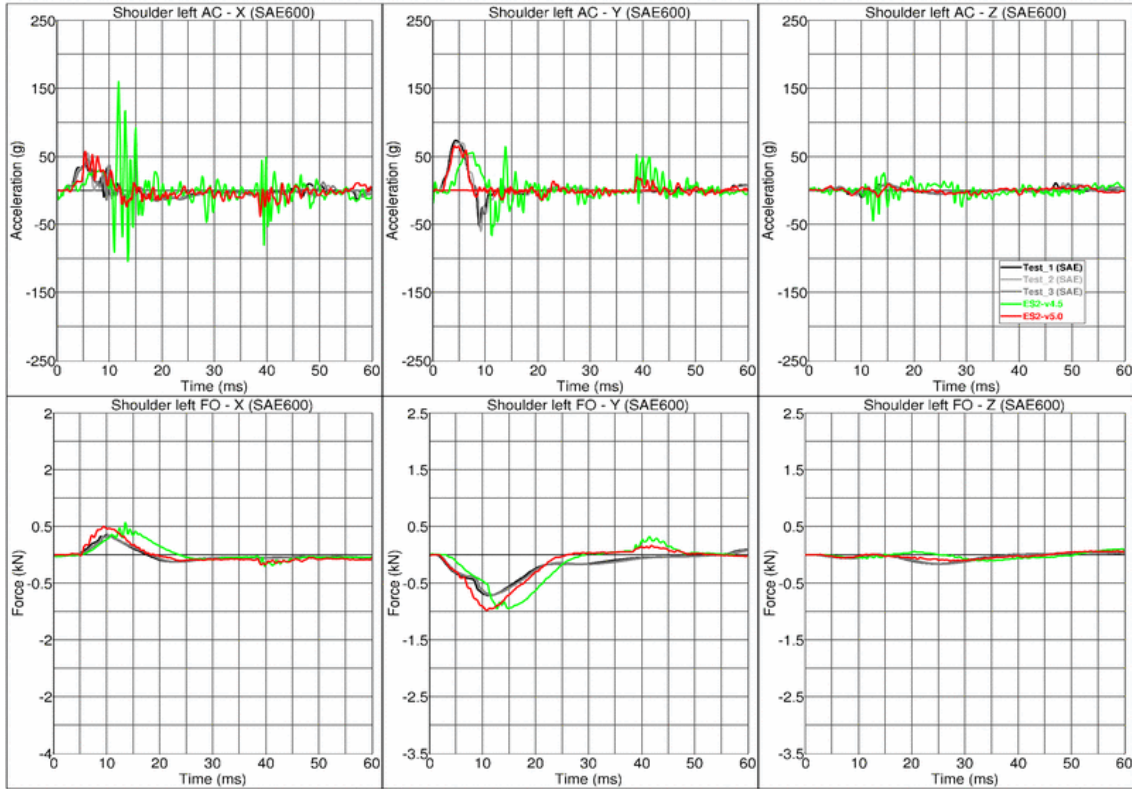 Shoulder left AC - X (SAE600)
250
150
50
-50
-150
-250
Acceleration (g)
0 10 20 30 40 50 60
Time (ms)
Shoulder left AC - Y (SAE600)
250
150
50
-50
-150
-250
Acceleration (g)
0 10 20 30 40 50 60
Time (ms)
Shoulder left AC - Z (SAE600)
250
150
50
-50
-150
-250
Acceleration (g)
Test_1 (SAE)
Test_2 (SAE)
Test_3 (SAE)
ES2-v4.5
ES2-v5.0
0 10 20 30 40 50 60
Time (ms)
Shoulder left FO - X (SAE600)
2
2
0.5
-0.5
-2
-2
-4
Force (kN)
0 10 20 30 40 50 60
Time (ms)
Shoulder left FO - Y (SAE600)
2.5
1.5
0.5
-0.5
-1.5
-2.5
-3.5
Force (kN)
0 10 20 30 40 50 60
Time (ms)
Shoulder left FO - Z (SAE600)
2.5
1.5
0.5
-0.5
-1.5
-2.5
-3.5
Force (kN)
0 10 20 30 40 50 60
Time (ms)